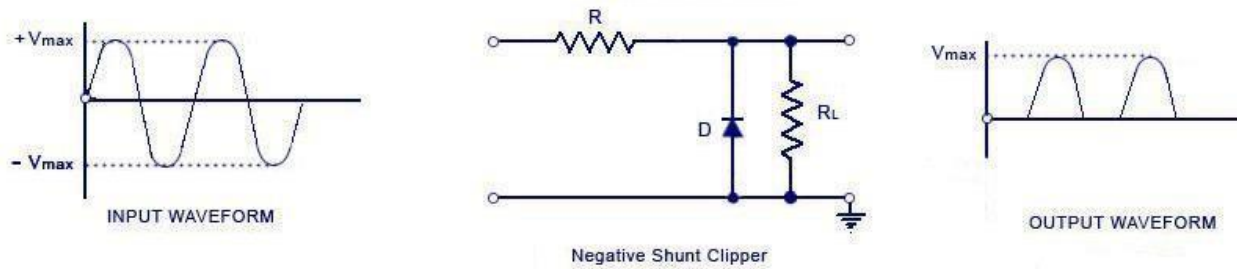 + Vmax
- Vmax
INPUT WAVEFORM
R
D
RL
Negative Shunt Clipper
Vmax
OUTPUT WAVEFORM